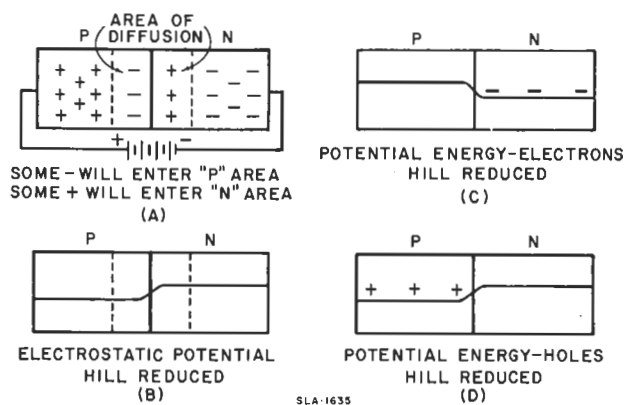 AREA OF
DIFFUSION
P N
+ -
SOME - WILL ENTER "P" AREA
SOME + WILL ENTER "N" AREA
(A)
P N
ELECTROSTATIC POTENTIAL
HILL REDUCED
(B)
P N
POTENTIAL ENERGY-ELECTRONS
HILL REDUCED
(C)
P N
+ + +
POTENTIAL ENERGY-HOLES
HILL REDUCED
(D)
SLA-1635